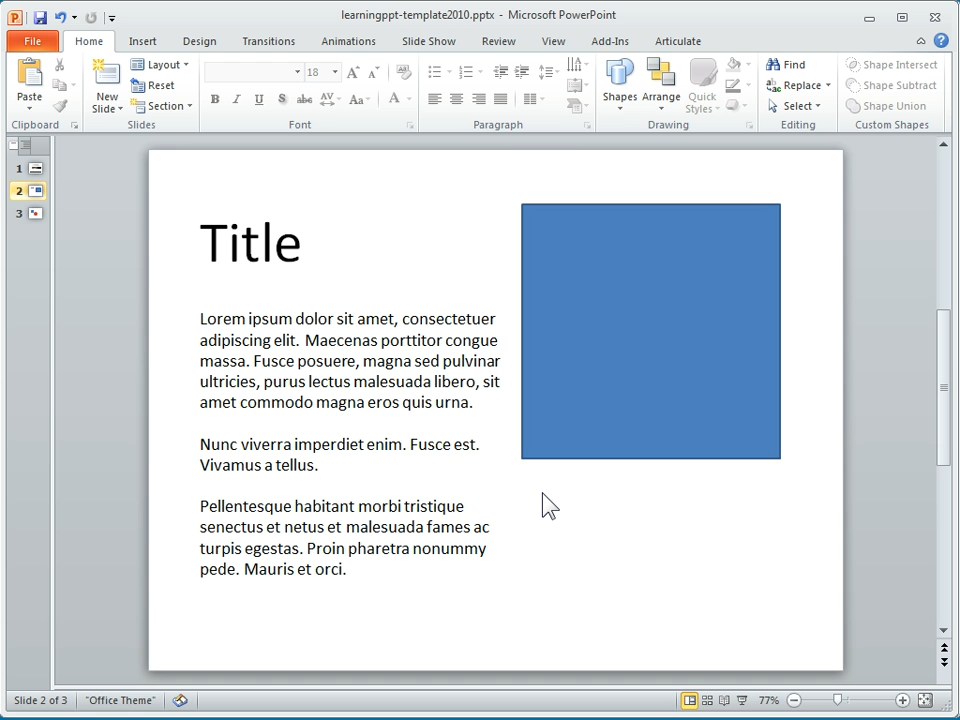 learningppt-template2010.pptx - Microsoft PowerPoint
File Home Insert Design Transitions Animations Slide Show Review View Add-Ins Articulate
Paste
Clipboard
New Slide
Layout
Reset
Section
Slides
18
B I U S abc AV Aa A
Font
Paragraph
Shapes Arrange Quick Styles
Drawing
Find
Replace
Select
Editing
Shape Intersect
Shape Subtract
Shape Union
Custom Shapes
1
2
3
Title
Lorem ipsum dolor sit amet, consectetuer
adipiscing elit. Maecenas porttitor congue
massa. Fusce posuere, magna sed pulvinar
ultricies, purus lectus malesuada libero, sit
amet commodo magna eros quis urna.
Nunc viverra imperdiet enim. Fusce est.
Vivamus a tellus.
Pellentesque habitant morbi tristique
senectus et netus et malesuada fames ac
turpis egestas. Proin pharetra nonummy
pede. Mauris et orci.
Slide 2 of 3 "Office Theme" 77%